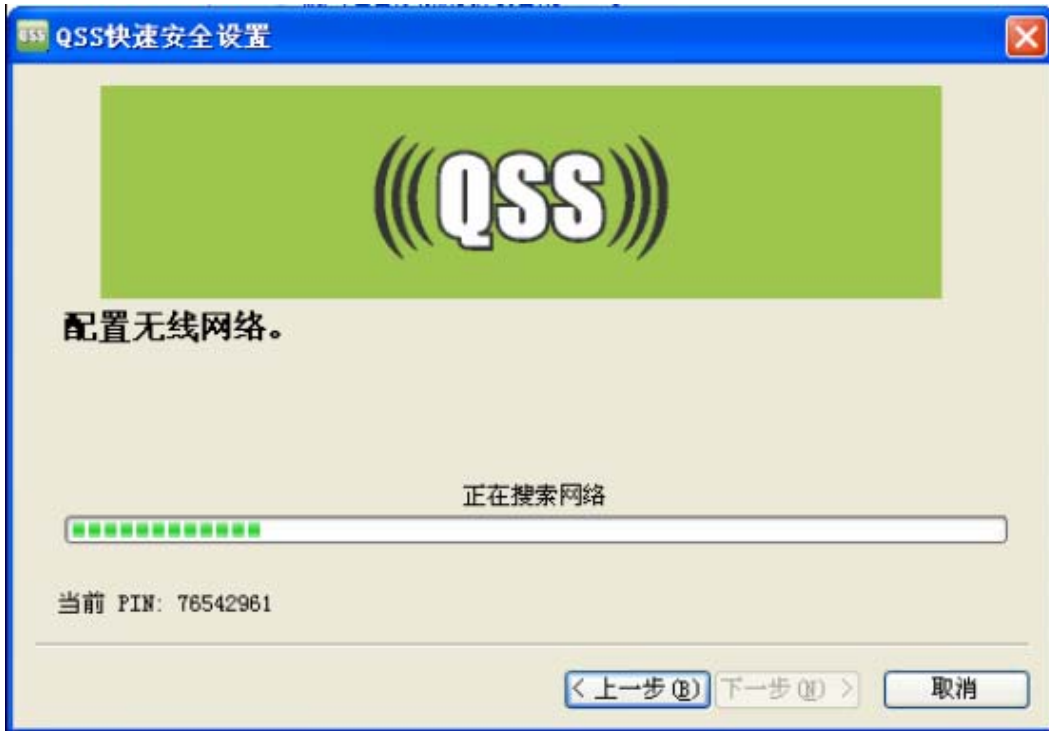 QSS QSS快速安全设置
(((QSS)))
配置无线网络。
正在搜索网络
当前 PIN: 76542961
< 上一步(B) 下一步(N) > 取消